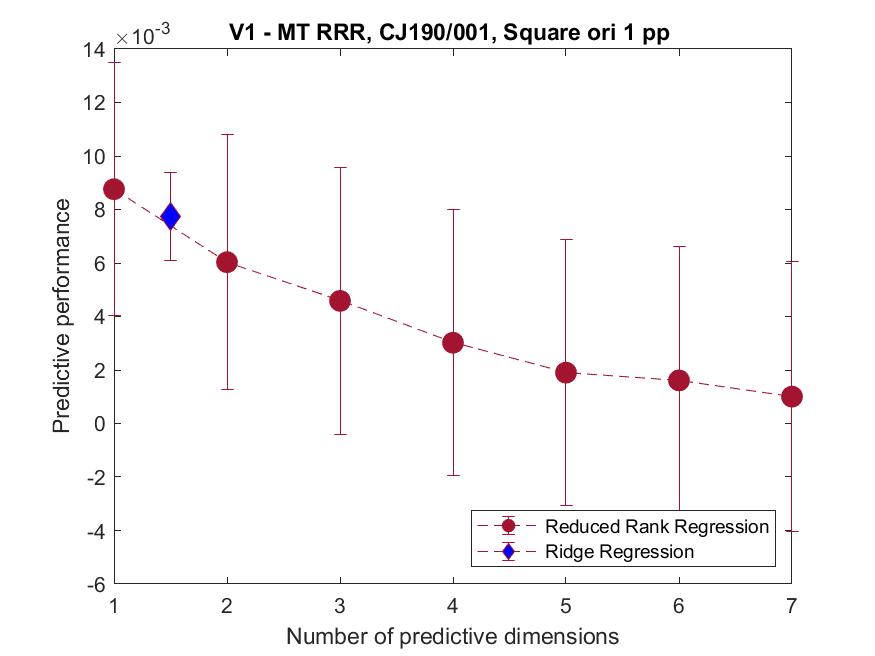 V1 - MT RRR, CJ190/001, Square ori 1 pp
×10-3
14
12
10
8
6
4
2
0
-2
-4
-6
Predictive performance
1 2 3 4 5 6 7
Number of predictive dimensions
Reduced Rank Regression
Ridge Regression